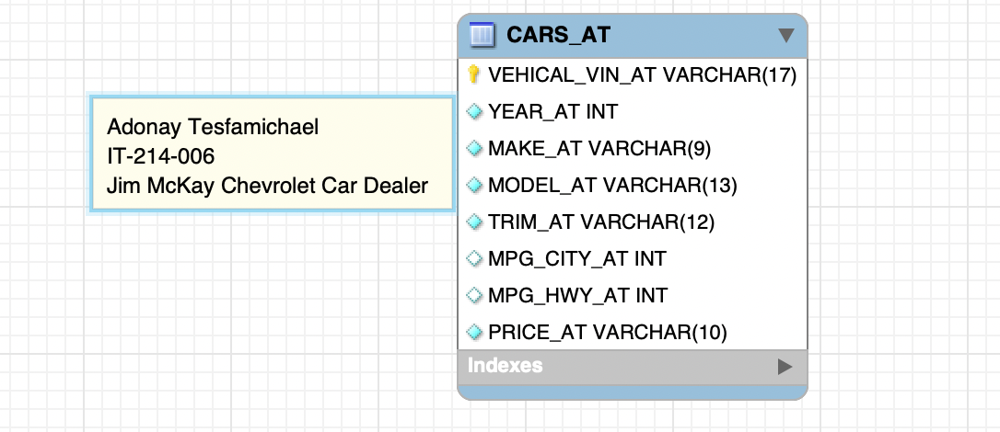 Adonay Tesfamichael
IT-214-006
Jim McKay Chevrolet Car Dealer
CARS_AT
VEHICAL_VIN_AT VARCHAR(17)
YEAR_AT INT
MAKE_AT VARCHAR(9)
MODEL_AT VARCHAR(13)
TRIM_AT VARCHAR(12)
MPG_CITY_AT INT
MPG_HWY_AT INT
PRICE_AT VARCHAR(10)
Indexes